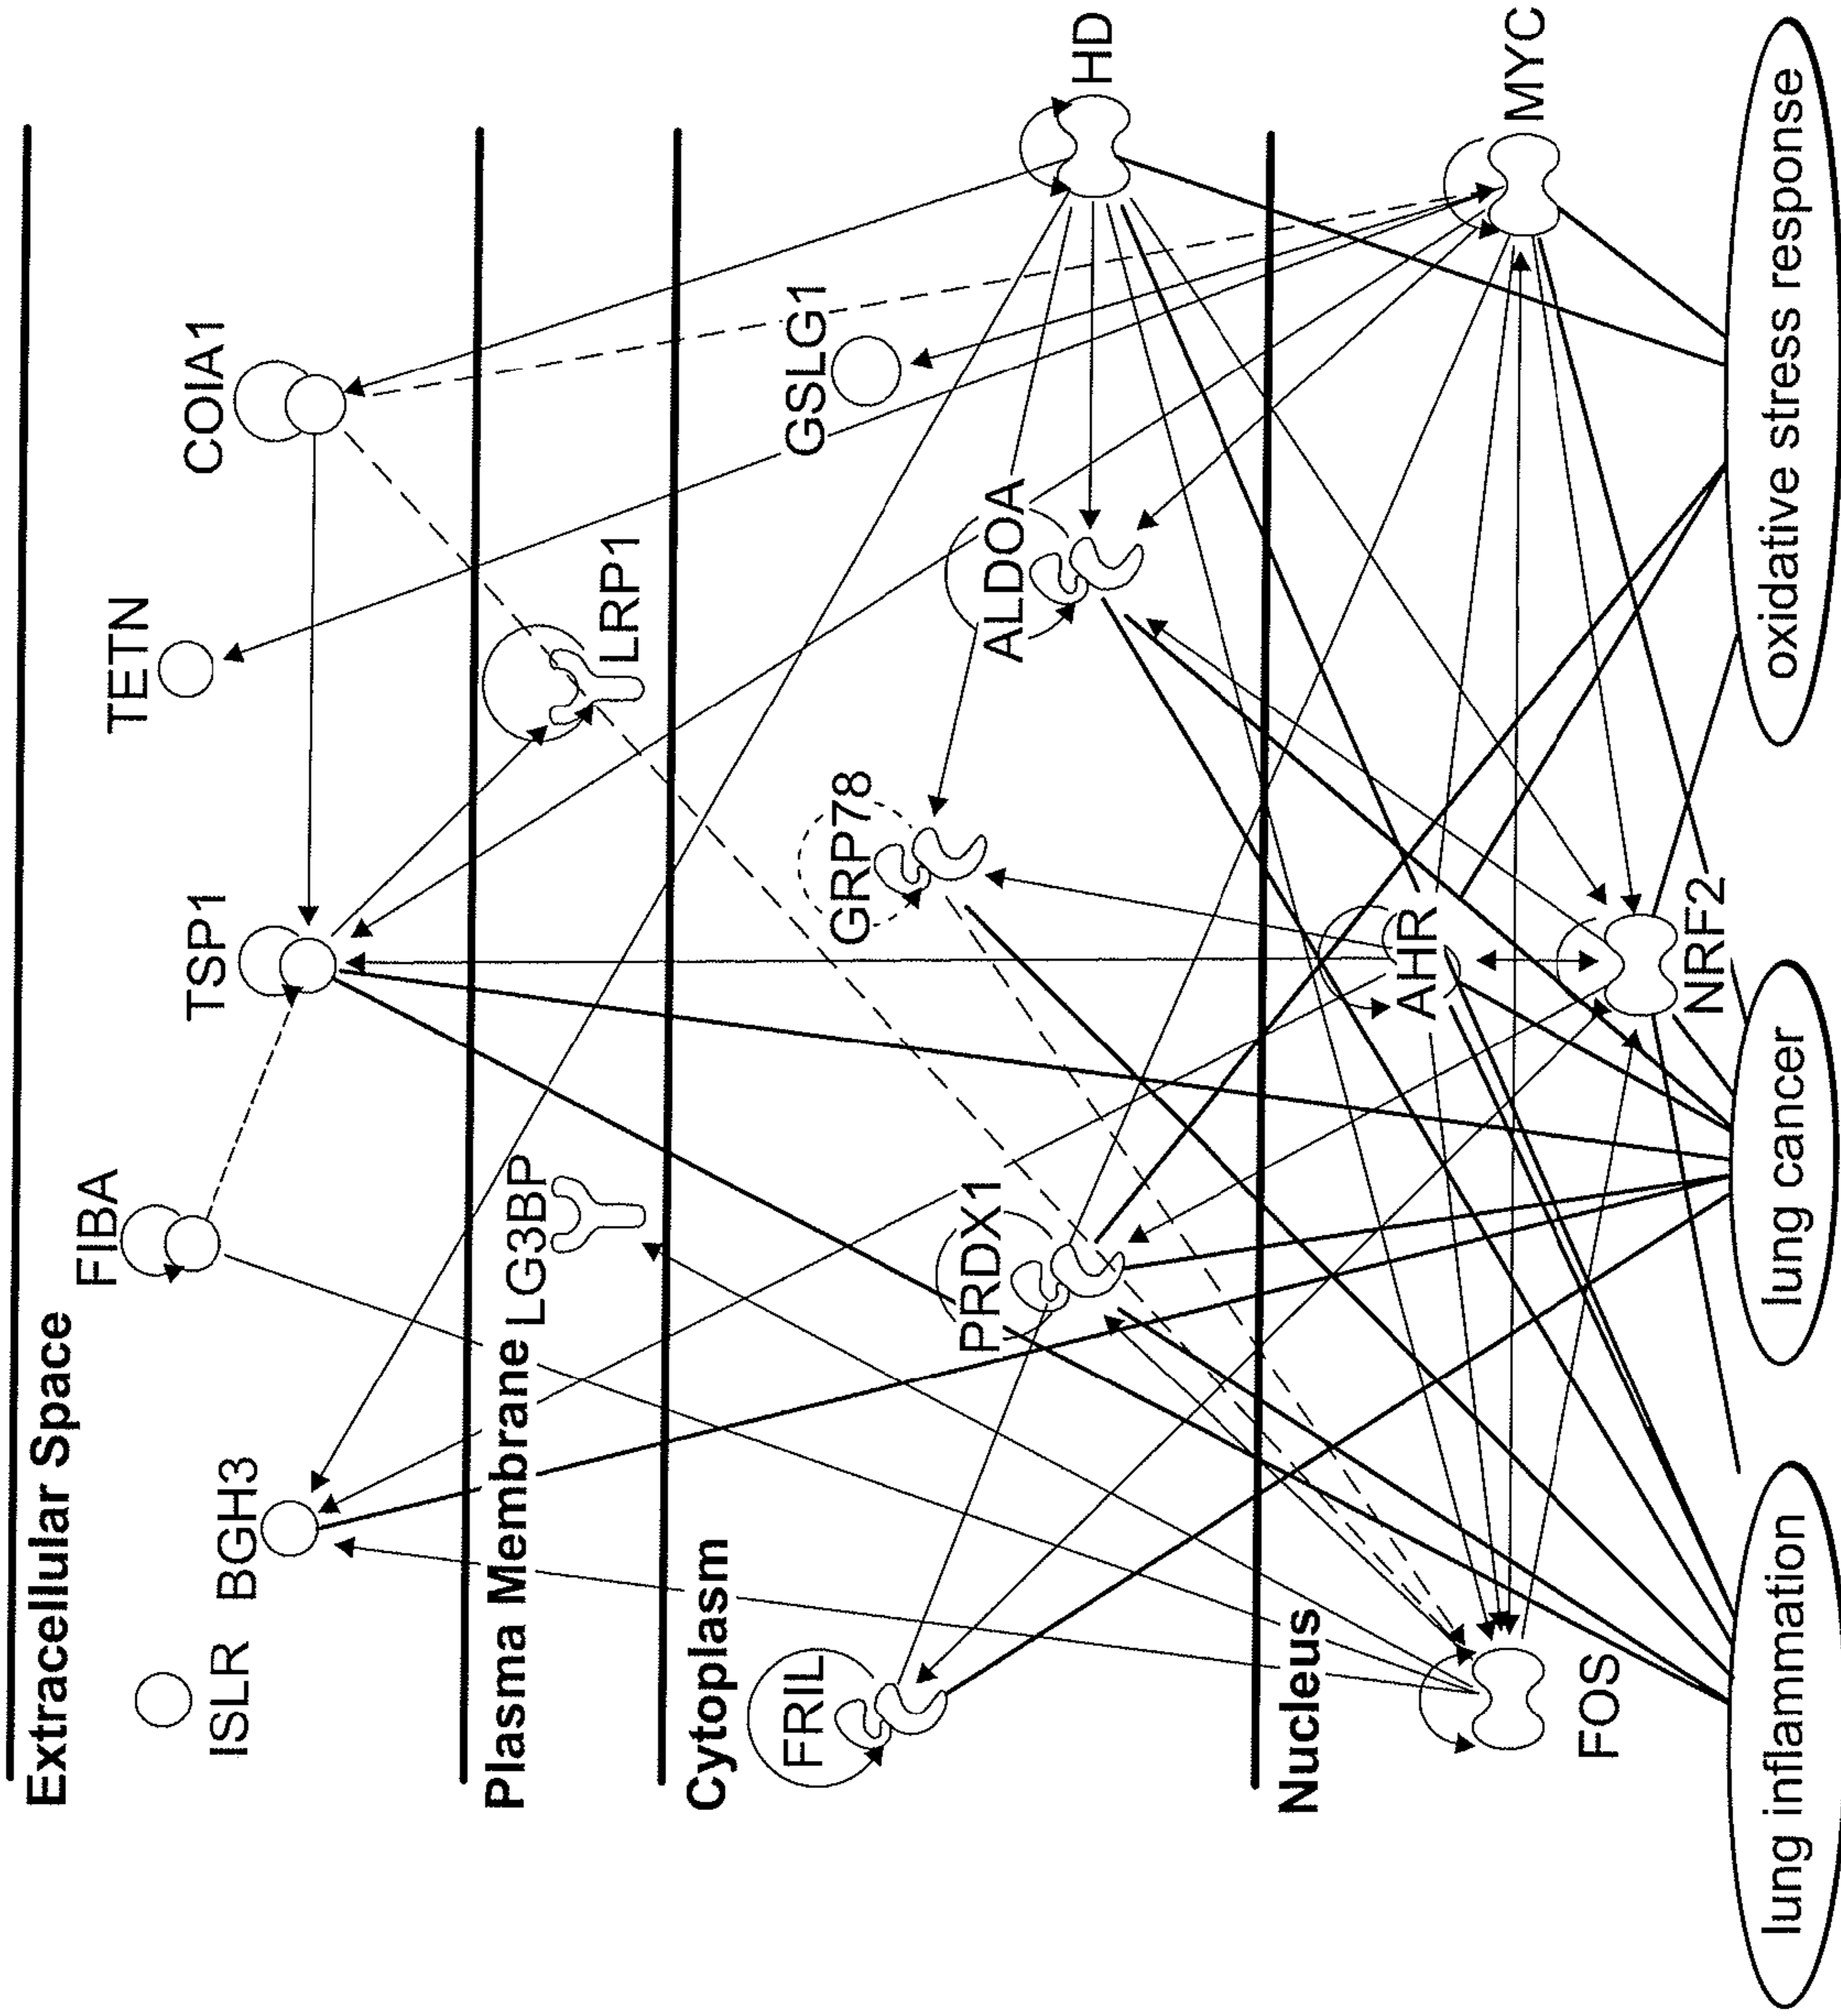 Extracellular Space
FIBA
TETN
ISLR
BGH3
TSP1
COIA1
Plasma Membrane
LG3BP
LRP1
Cytoplasm
FRIL
GRP78
GSLG1
PRDX1
ALDOA
HD
Nucleus
AHR
MYC
FOS
NRF2
lung inflammation
lung cancer
oxidative stress response